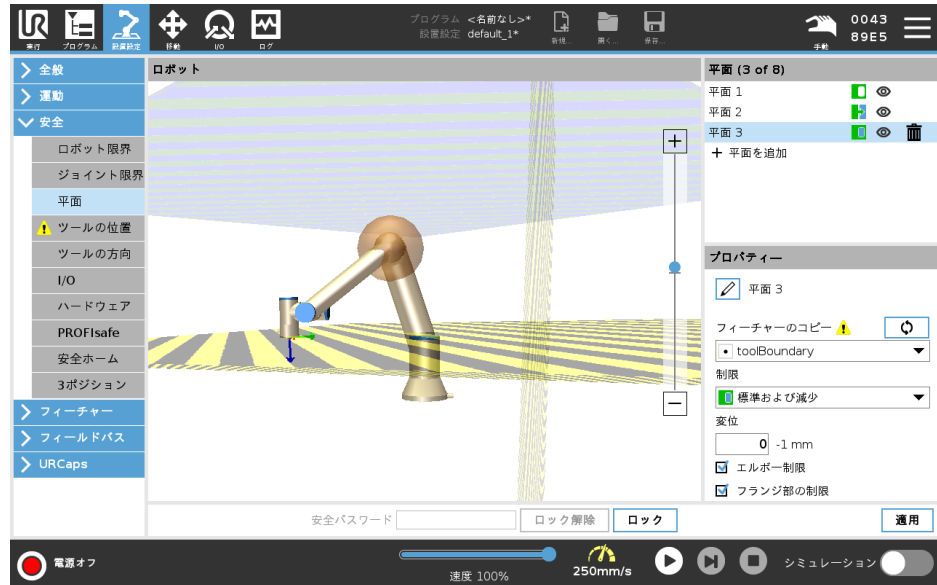 UR
実行
プログラム
設置設定
移動
I/O
ログ
プログラム <名前なし>*
設置設定 default_1*
新規...
開く...
保存...
手動
0043
89E5
全般
運動
安全
ロボット限界
ジョイント限界
平面
ツールの位置
ツールの方向
I/O
ハードウェア
PROFIsafe
安全ホーム
3ポジション
フィーチャー
フィールドバス
URCaps
ロボット
平面 (3 of 8)
平面 1
平面 2
平面 3
+ 平面を追加
プロパティー
平面 3
フィーチャーのコピー
toolBoundary
制限
標準および減少
変位
0 -1 mm
エルボー制限
フランジ部の制限
安全パスワード
ロック解除
ロック
適用
電源オフ
速度 100%
250mm/s
シミュレーション